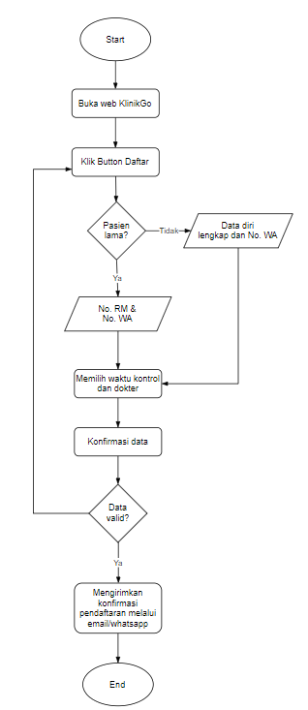 Start
Buka web KlinikGo
Klik Button Daftar
Pasien
lama?
Tidak
Data diri
lengkap dan No. WA
Ya
No. RM &
No. WA
Memilih waktu kontrol
dan dokter
Konfirmasi data
Data
valid?
Ya
Mengirimkan
konfirmasi
pendaftaran melalui
email/whatsapp
End